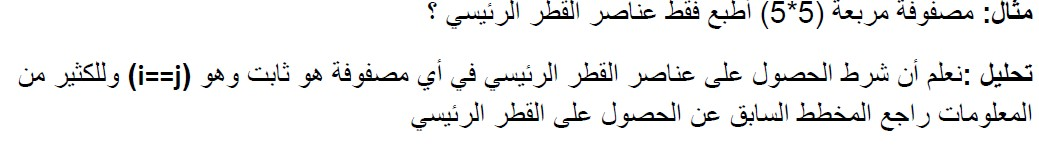 مثال: مصفوفة مربعة (5*5) أطبع فقط عناصر القطر الرئيسي ؟
تحليل :نعلم أن شرط الحصول على عناصر القطر الرئيسي في أي مصفوفة هو ثابت وهو (i==j) وللكثير من
المعلومات راجع المخطط السابق عن الحصول على القطر الرئيسي